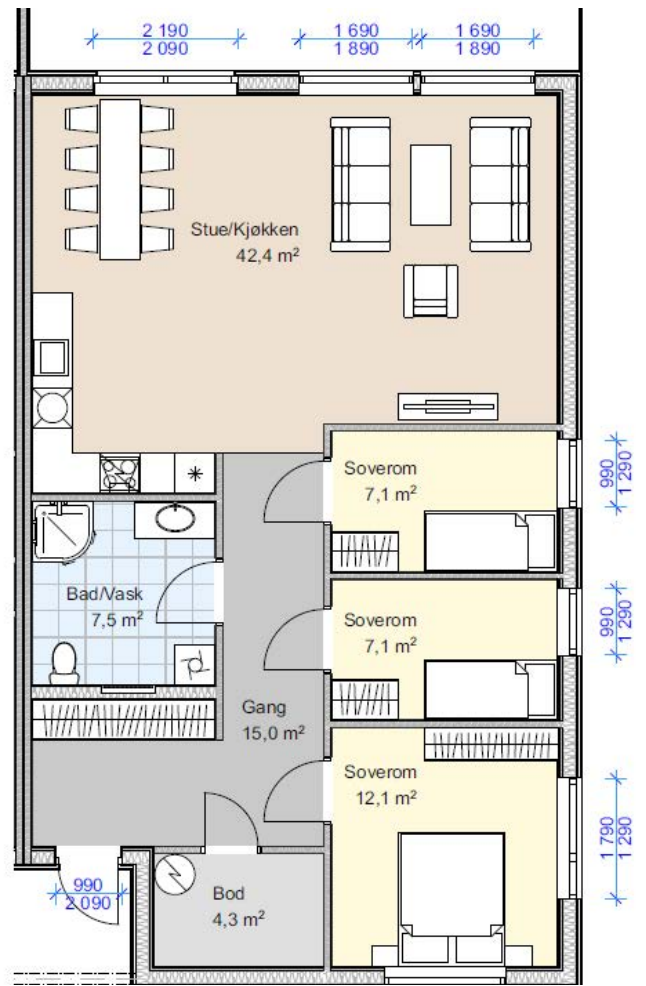 2 190
2 090
1 690
1 890
1 690
1 890
Stue/Kjøkken
42,4 m²
Soverom
7,1 m²
990
1 290
Bad/Vask
7,5 m²
Soverom
7,1 m²
990
1 290
Gang
15,0 m²
Soverom
12,1 m²
1 790
1 290
990
2 090
Bod
4,3 m²